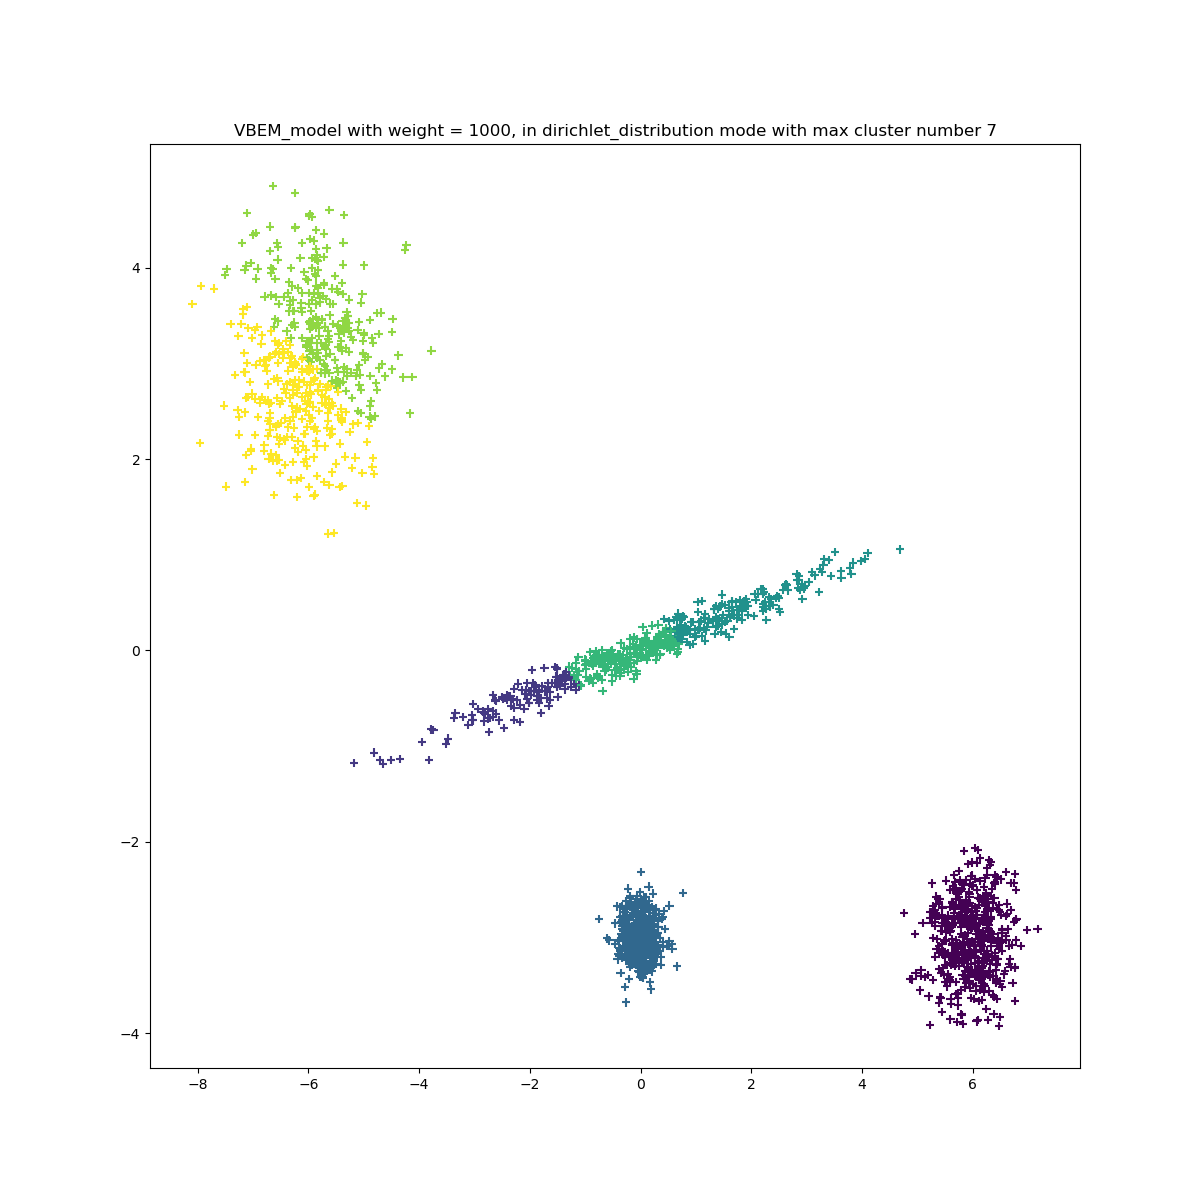 VBEM_model with weight = 1000, in dirichlet_distribution mode with max cluster number 7
4
2
0
−2
−4
−8 −6 −4 −2 0 2 4 6